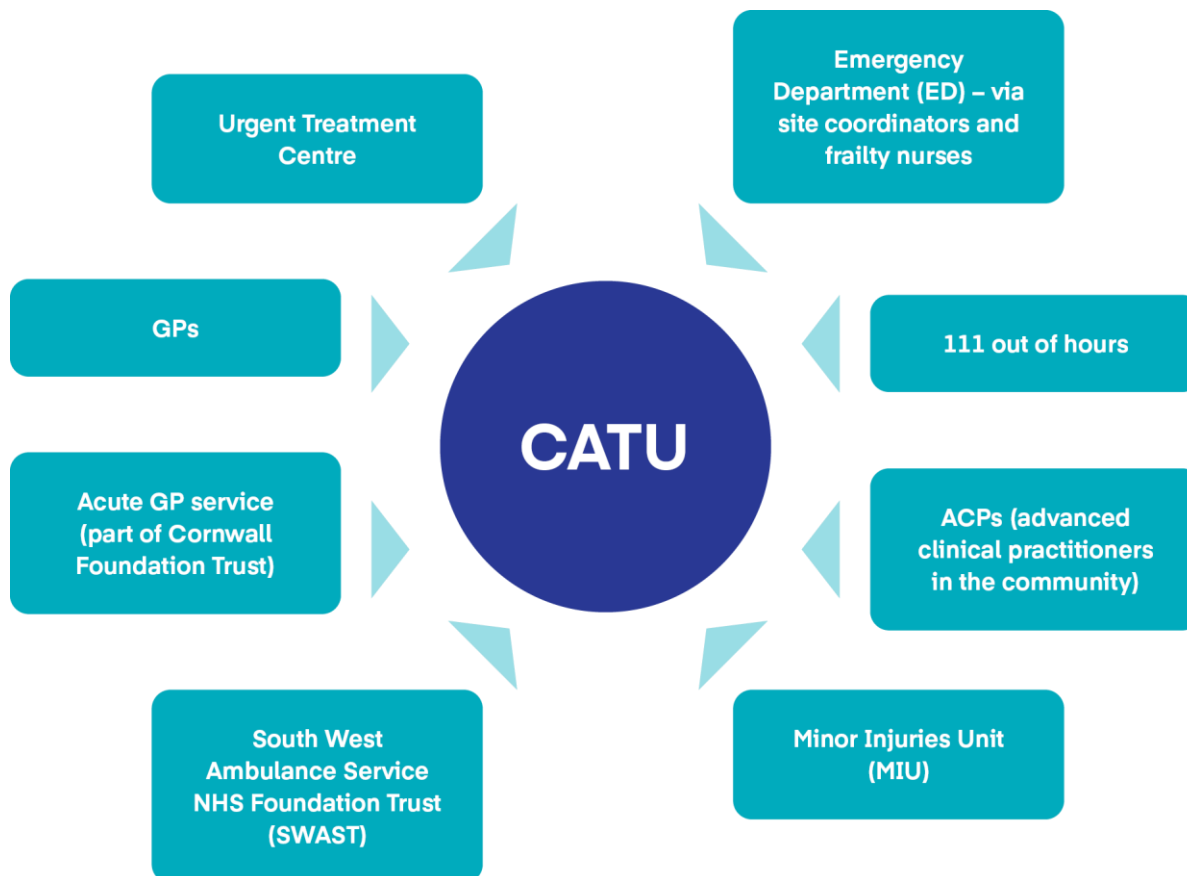 Urgent Treatment
Centre
Emergency
Department (ED) – via
site coordinators and
frailty nurses
GPs
111 out of hours
CATU
Acute GP service
(part of Cornwall
Foundation Trust)
ACPs (advanced
clinical practitioners
in the community)
South West
Ambulance Service
NHS Foundation Trust
(SWAST)
Minor Injuries Unit
(MIU)